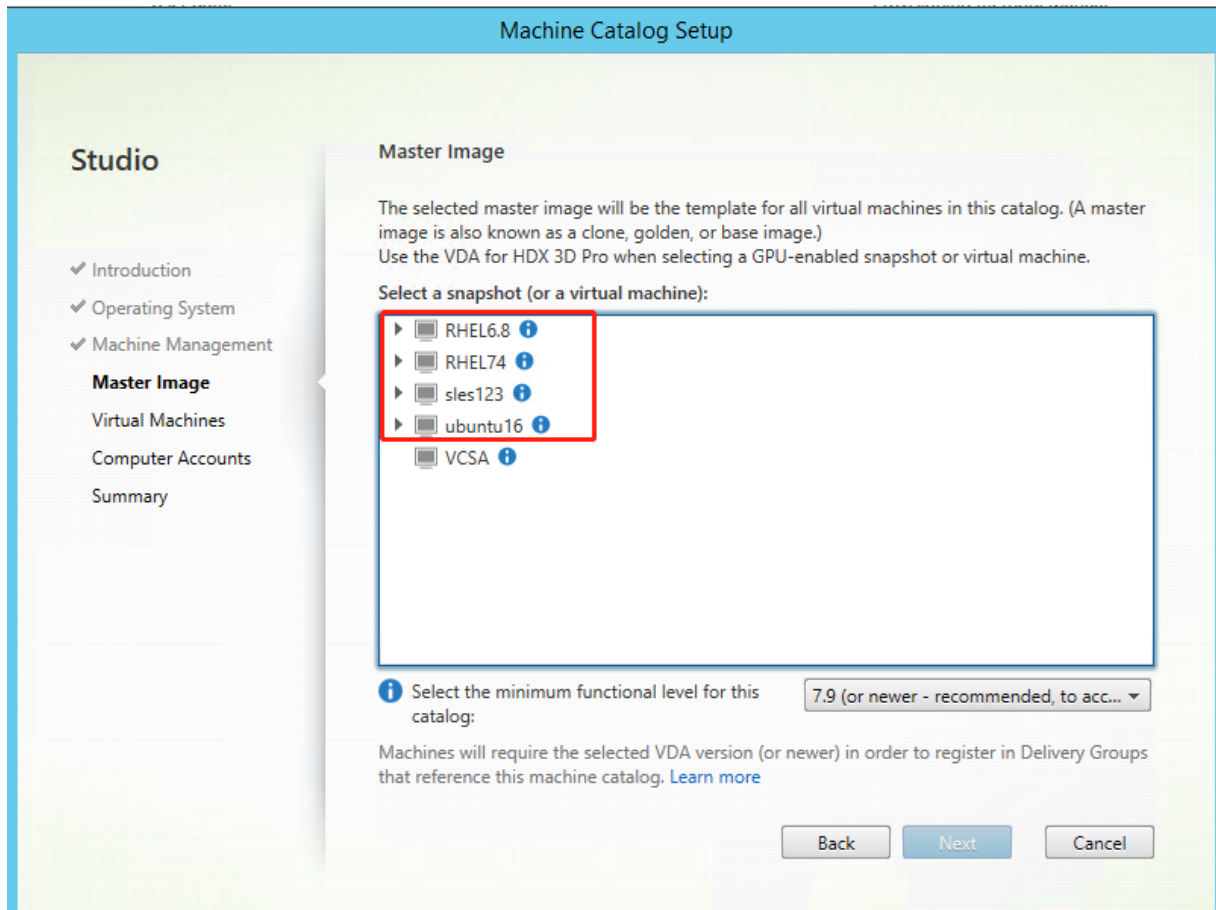 Machine Catalog Setup
Studio
Introduction
Operating System
Machine Management
Master Image
Virtual Machines
Computer Accounts
Summary
Master Image
The selected master image will be the template for all virtual machines in this catalog. (A master
image is also known as a clone, golden, or base image.)
Use the VDA for HDX 3D Pro when selecting a GPU-enabled snapshot or virtual machine.
Select a snapshot (or a virtual machine):
RHEL6.8
RHEL74
sles123
ubuntu16
VCSA
Select the minimum functional level for this
catalog:
7.9 (or newer - recommended, to acc...
Machines will require the selected VDA version (or newer) in order to register in Delivery Groups
that reference this machine catalog. Learn more
Back
Next
Cancel